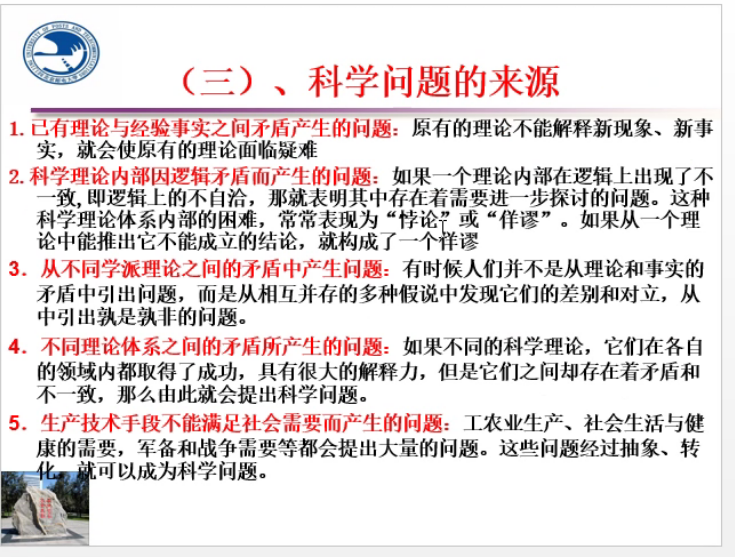 （三）、科学问题的来源
1. 已有理论与经验事实之间矛盾产生的问题：原有的理论不能解释新现象、新事
实，就会使原有的理论面临疑难
2. 科学理论内部因逻辑矛盾而产生的问题：如果一个理论内部在逻辑上出现了不
一致,即逻辑上的不自洽，那就表明其中存在着需要进一步探讨的问题。这种
科学理论体系内部的困难，常常表现为“悖论”或“佯谬”。如果从一个理
论中能推出它不能成立的结论，就构成了一个佯谬
3．从不同学派理论之间的矛盾中产生问题：有时候人们并不是从理论和事实的
矛盾中引出问题，而是从相互并存的多种假说中发现它们的差别和对立，从
中引出孰是孰非的问题。
4．不同理论体系之间的矛盾所产生的问题：如果不同的科学理论，它们在各自
的领域内都取得了成功，具有很大的解释力，但是它们之间却存在着矛盾和
不一致，那么由此就会提出科学问题。
5．生产技术手段不能满足社会需要而产生的问题：工农业生产、社会生活与健
康的需要，军备和战争需要等都会提出大量的问题。这些问题经过抽象、转
化，就可以成为科学问题。